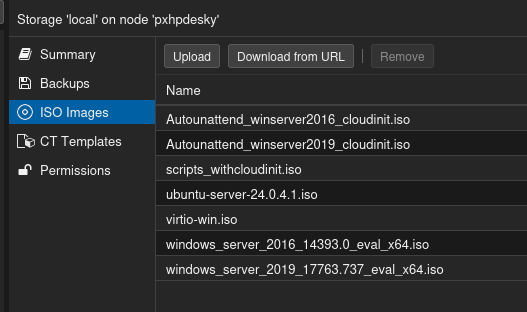 Storage 'local' on node 'pxhpdesky'
Summary
Backups
ISO Images
CT Templates
Permissions
Upload
Download from URL
Remove
Name
Autounattend_winserver2016_cloudinit.iso
Autounattend_winserver2019_cloudinit.iso
scripts_withcloudinit.iso
ubuntu-server-24.0.4.1.iso
virtio-win.iso
windows_server_2016_14393.0_eval_x64.iso
windows_server_2019_17763.737_eval_x64.iso